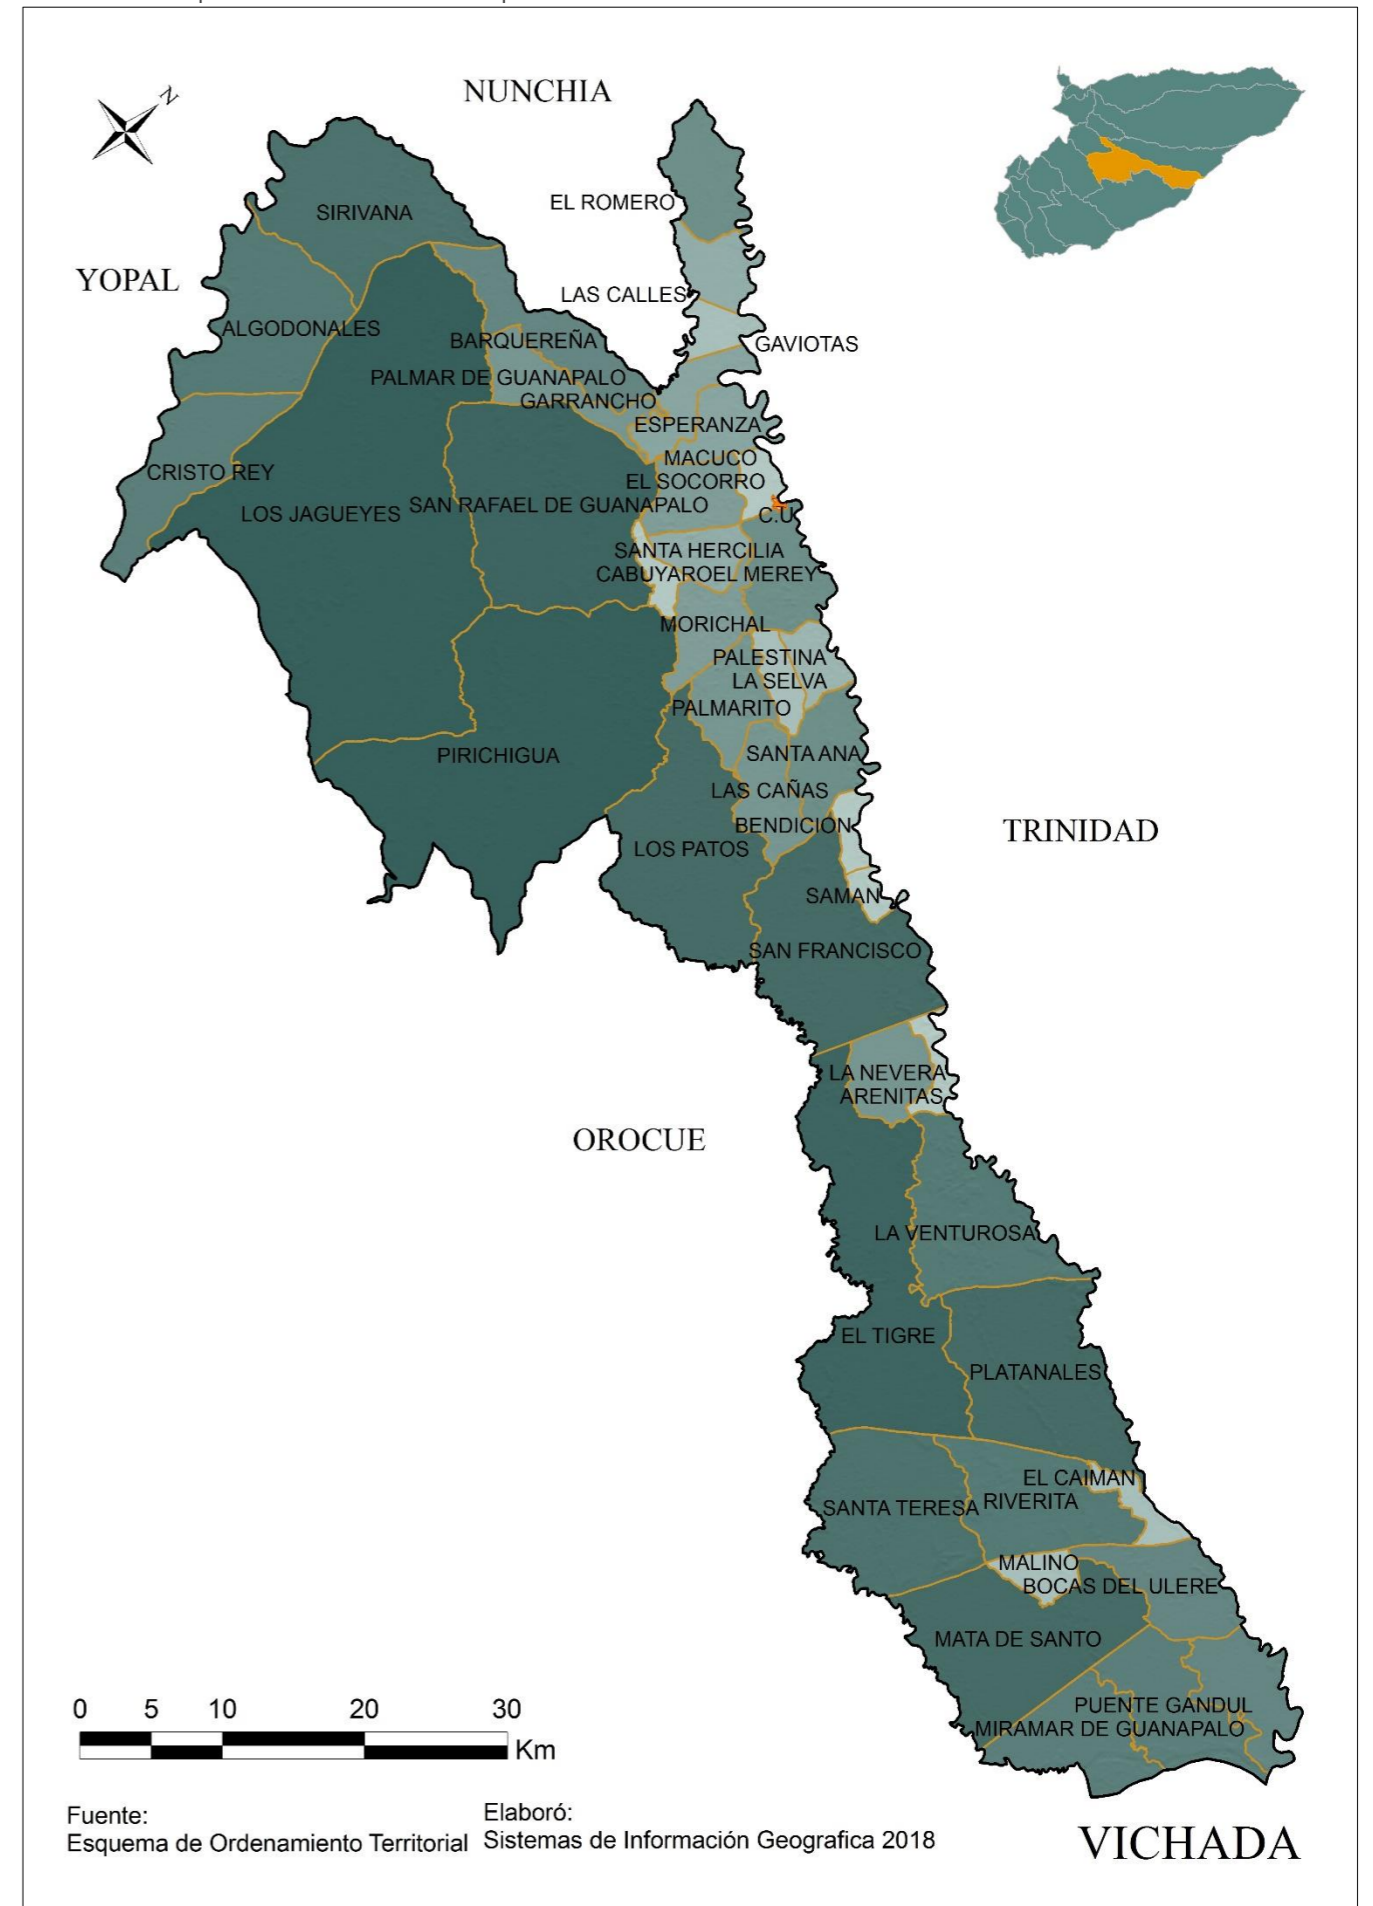 NUNCHIA
N
EL ROMERO
SIRIVANA
YOPAL
LAS CALLES
ALGODONALES
BARQUEREÑA
GAVIOTAS
PALMAR DE GUANAPALO
GARRANCHO
ESPERANZA
MACUCO
CRISTO REY
EL SOCORRO
SAN RAFAEL DE GUANAPALO
LOS JAGUEYES
C.U
SANTA HERCILIA
CABUYARO
EL MEREY
MORICHAL
PALESTINA
LA SELVA
PALMARITO
PIRICHIGUA
SANTA ANA
LAS CAÑAS
BENDICION
TRINIDAD
LOS PATOS
SAMAN
SAN FRANCISCO
LA NEVERA
ARENITAS
OROCUE
LA VENTUROSA
EL TIGRE
PLATANALES
EL CAIMAN
RIVERITA
SANTA TERESA
MALINO
BOCAS DEL ULERE
MATA DE SANTO
PUENTE GANDUL
MIRAMAR DE GUANAPALO
0 5 10 20 30
Km
Fuente:
Esquema de Ordenamiento Territorial
Elaboró:
Sistemas de Información Geografica 2018
VICHADA